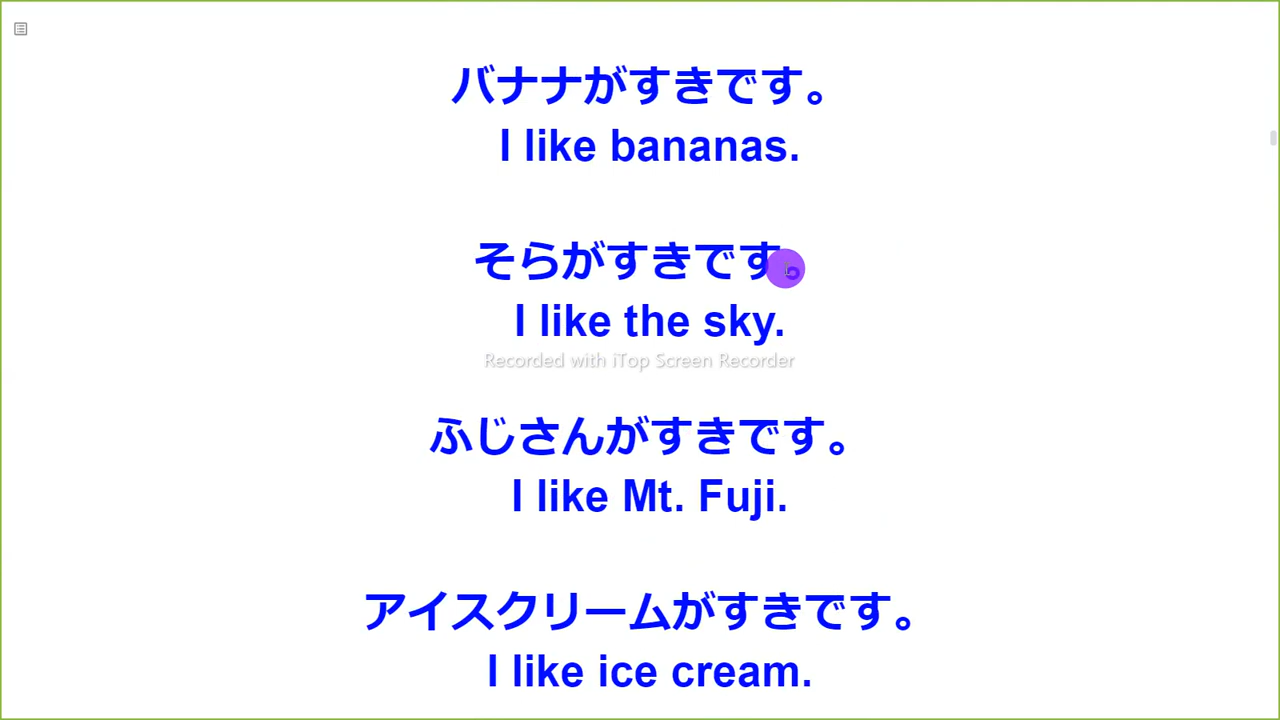 バナナがすきです。
I like bananas.
そらがすきです。
I like the sky.
Recorded with iTop Screen Recorder
ふじさんがすきです。
I like Mt. Fuji.
アイスクリームがすきです。
I like ice cream.